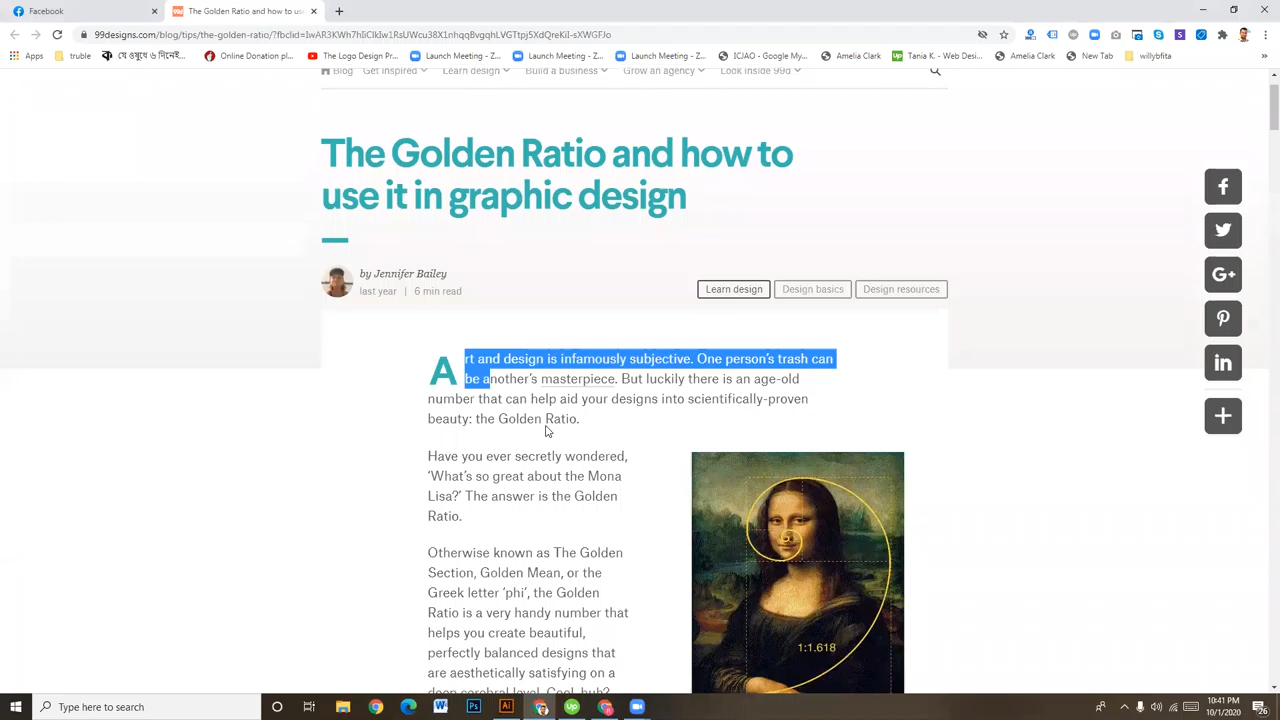 Facebook
The Golden Ratio and how to use
99designs.com/blog/tips/the-golden-ratio/?fbclid=
Apps
truble
যে ওষুধে ৬ দিনেই...
Online Donation pl...
The Logo Design Pr...
Launch Meeting - Z...
Launch Meeting - Z...
Launch Meeting - Z...
ICJAO - Google My...
Amelia Clark
Tania K. - Web Desi...
Amelia Clark
New Tab
willybfita
»
Blog
Get inspired
Learn design
Build a business
Grow an agency
Look inside 99d
The Golden Ratio and how to
use it in graphic design
by Jennifer Bailey
last year | 6 min read
Learn design
Design basics
Design resources
Art and design is infamously subjective. One person's trash can
be another's masterpiece. But luckily there is an age-old
number that can help aid your designs into scientifically-proven
beauty: the Golden Ratio.
Have you ever secretly wondered,
‘What's so great about the Mona
Lisa?’ The answer is the Golden
Ratio.
Otherwise known as The Golden
Section, Golden Mean, or the
Greek letter ‘phi’, the Golden
Ratio is a very handy number that
helps you create beautiful,
perfectly balanced designs that
are aesthetically satisfying on a
deep cerebral level. Cool, huh?
1:1.618
Type here to search
10:41 PM
10/1/2020
26